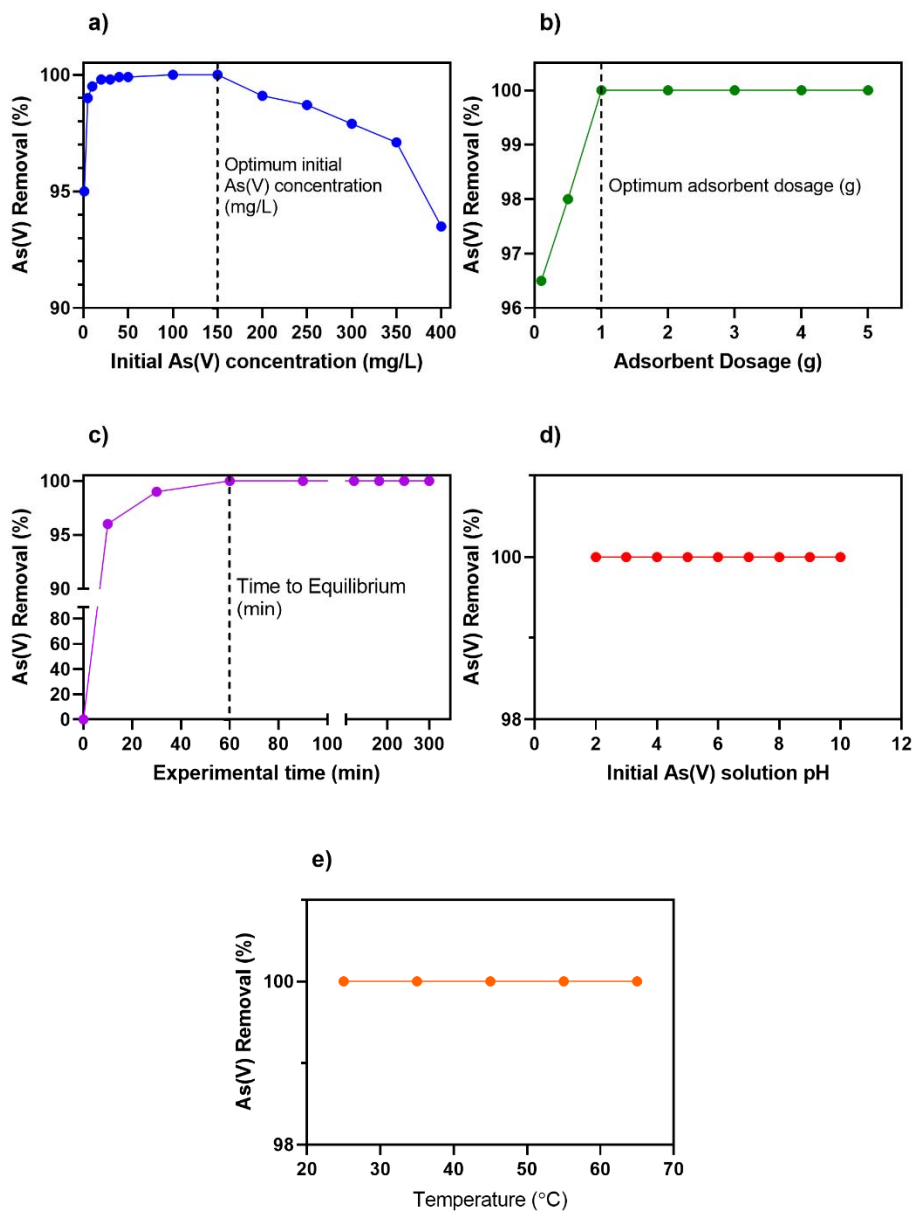 a)
As(V) Removal (%)
100
95
90
Optimum initial
As(V) concentration
(mg/L)
0 50 100 150 200 250 300 350 400
Initial As(V) concentration (mg/L)
b)
As(V) Removal (%)
100
99
98
97
96
Optimum adsorbent dosage (g)
0 1 2 3 4 5
Adsorbent Dosage (g)
c)
As(V) Removal (%)
100
95
90
80
60
40
20
0
Time to Equilibrium
(min)
0 20 40 60 80 100 200 300
Experimental time (min)
d)
As(V) Removal (%)
100
98
0 2 4 6 8 10 12
Initial As(V) solution pH
e)
As(V) Removal (%)
100
98
20 30 40 50 60 70
Temperature (°C)